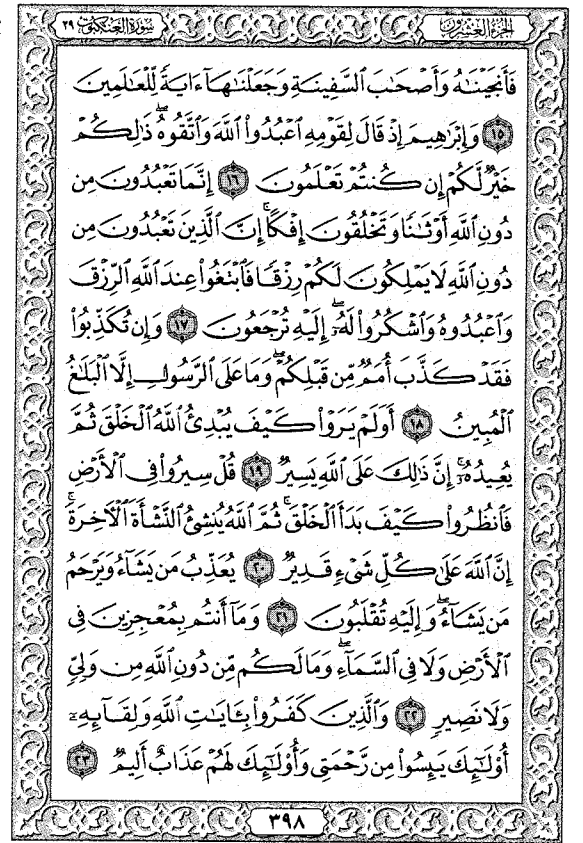 الجزء العشرون سورة العنكبوت ٢٩
فَأَنجَيْنَٰهُ وَأَصْحَٰبَ ٱلسَّفِينَةِ وَجَعَلْنَٰهَآ ءَايَةً لِّلْعَٰلَمِينَ
١٥ وَإِبْرَٰهِيمَ إِذْ قَالَ لِقَوْمِهِ ٱعْبُدُوا۟ ٱللَّهَ وَٱتَّقُوهُ ۖ ذَٰلِكُمْ
خَيْرٌ لَّكُمْ إِن كُنتُمْ تَعْلَمُونَ ١٦ إِنَّمَا تَعْبُدُونَ مِن
دُونِ ٱللَّهِ أَوْثَٰنًا وَتَخْلُقُونَ إِفْكًا ۚ إِنَّ ٱلَّذِينَ تَعْبُدُونَ مِن
دُونِ ٱللَّهِ لَا يَمْلِكُونَ لَكُمْ رِزْقًا فَٱبْتَغُوا۟ عِندَ ٱللَّهِ ٱلرِّزْقَ
وَٱعْبُدُوهُ وَٱشْكُرُوا۟ لَهُۥٓ ۖ إِلَيْهِ تُرْجَعُونَ ١٧ وَإِن تُكَذِّبُوا۟
فَقَدْ كَذَّبَ أُمَمٌ مِّن قَبْلِكُمْ ۖ وَمَا عَلَى ٱلرَّسُولِ إِلَّا ٱلْبَلَٰغُ
ٱلْمُبِينُ ١٨ أَوَلَمْ يَرَوْا۟ كَيْفَ يُبْدِئُ ٱللَّهُ ٱلْخَلْقَ ثُمَّ
يُعِيدُهُۥٓ ۚ إِنَّ ذَٰلِكَ عَلَى ٱللَّهِ يَسِيرٌ ١٩ قُلْ سِيرُوا۟ فِى ٱلْأَرْضِ
فَٱنظُرُوا۟ كَيْفَ بَدَأَ ٱلْخَلْقَ ۚ ثُمَّ ٱللَّهُ يُنشِئُ ٱلنَّشْأَةَ ٱلْءَاخِرَةَ ۚ
إِنَّ ٱللَّهَ عَلَىٰ كُلِّ شَىْءٍ قَدِيرٌ ٢٠ يُعَذِّبُ مَن يَشَآءُ وَيَرْحَمُ
مَن يَشَآءُ ۖ وَإِلَيْهِ تُقْلَبُونَ ٢١ وَمَآ أَنتُم بِمُعْجِزِينَ فِى
ٱلْأَرْضِ وَلَا فِى ٱلسَّمَآءِ ۖ وَمَا لَكُم مِّن دُونِ ٱللَّهِ مِن وَلِىٍّ
وَلَا نَصِيرٍ ٢٢ وَٱلَّذِينَ كَفَرُوا۟ بِـَٔايَٰتِ ٱللَّهِ وَلِقَآئِهِۦٓ
أُو۟لَٰٓئِكَ يَئِسُوا۟ مِن رَّحْمَتِى وَأُو۟لَٰٓئِكَ لَهُمْ عَذَابٌ أَلِيمٌ ٢٣
٣٩٨